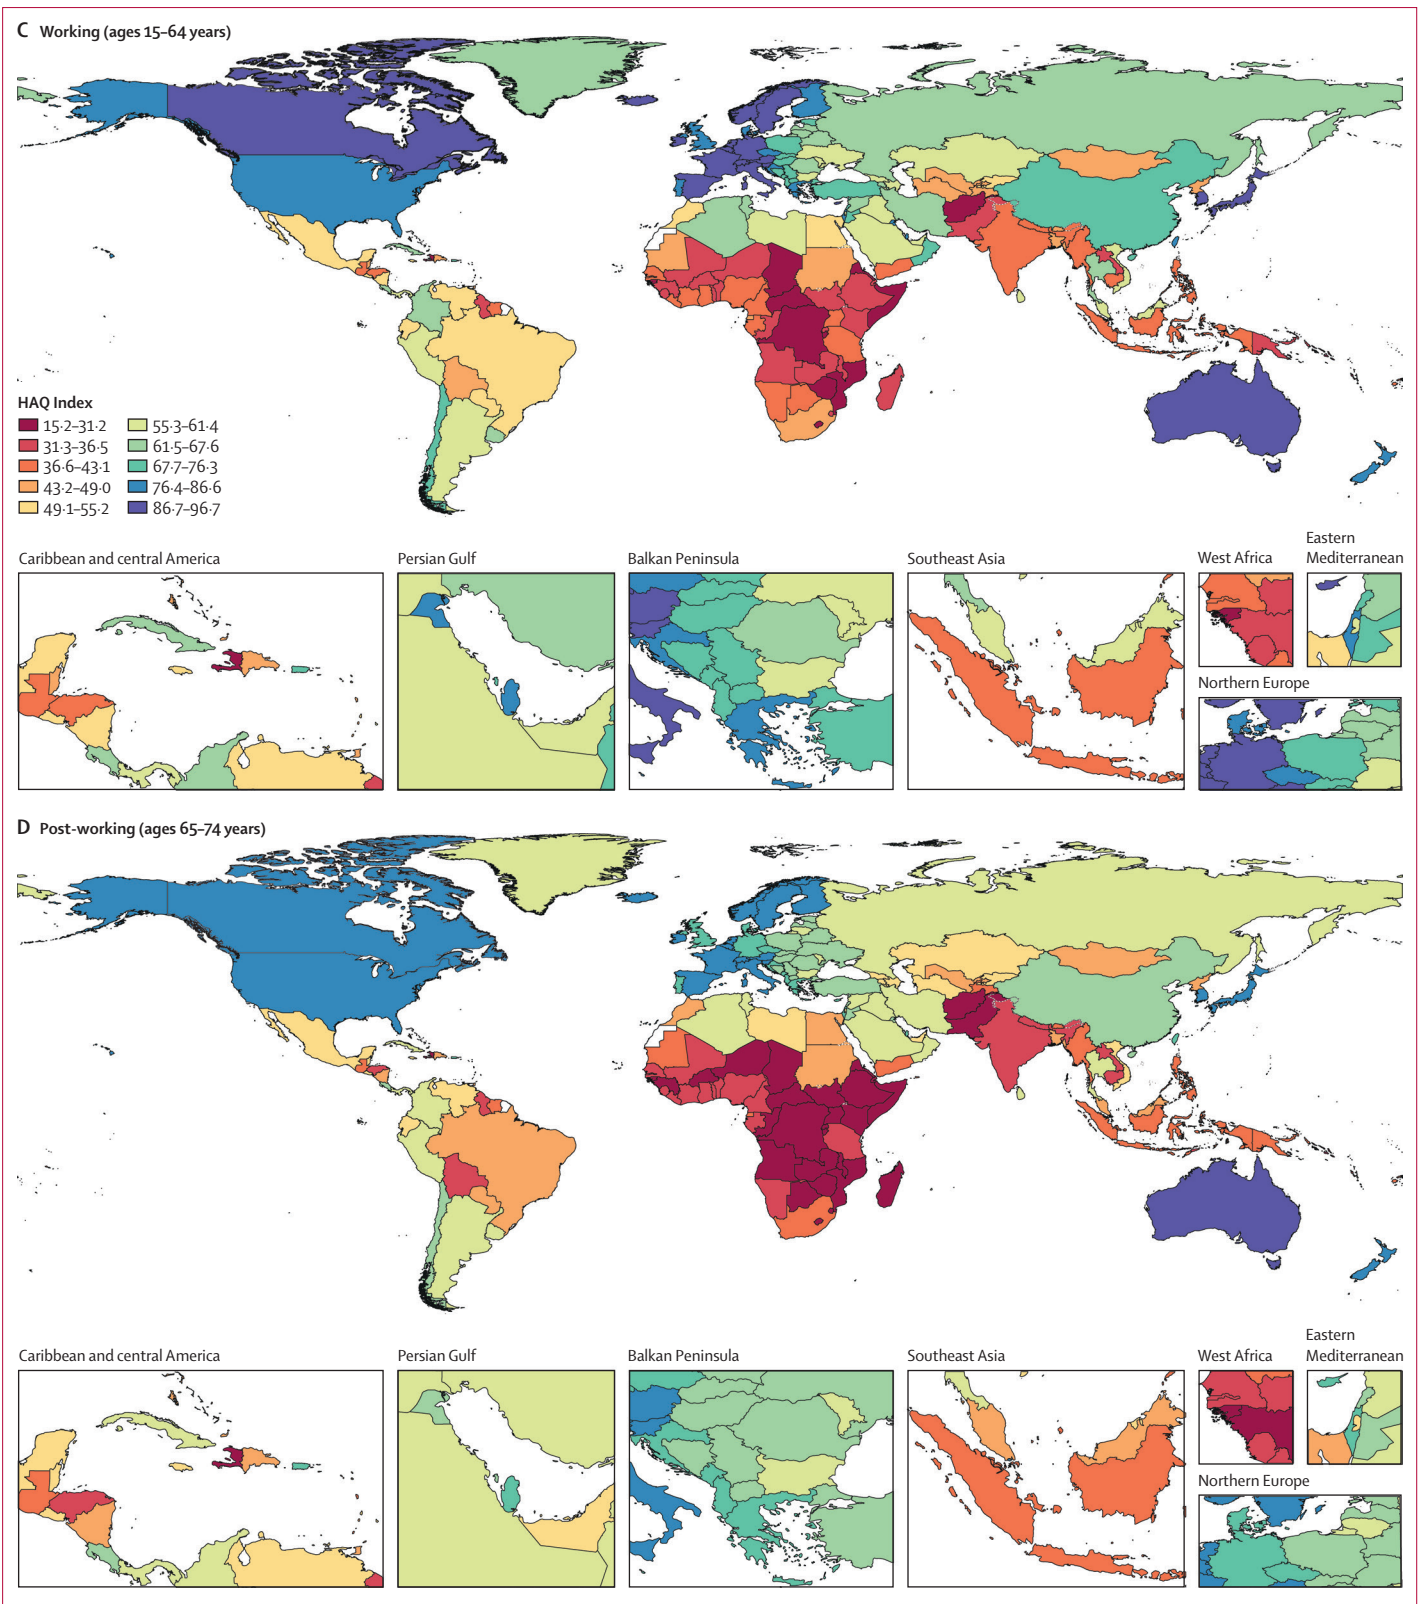 C Working (ages 15–64 years)
HAQ Index
15·2–31·2 55·3–61·4
31·3–36·5 61·5–67·6
36·6–43·1 67·7–76·3
43·2–49·0 76·4–86·6
49·1–55·2 86·7–96·7
Caribbean and central America Persian Gulf Balkan Peninsula Southeast Asia West Africa Eastern
Mediterranean
Northern Europe
D Post-working (ages 65–74 years)
Caribbean and central America Persian Gulf Balkan Peninsula Southeast Asia West Africa Eastern
Mediterranean
Northern Europe